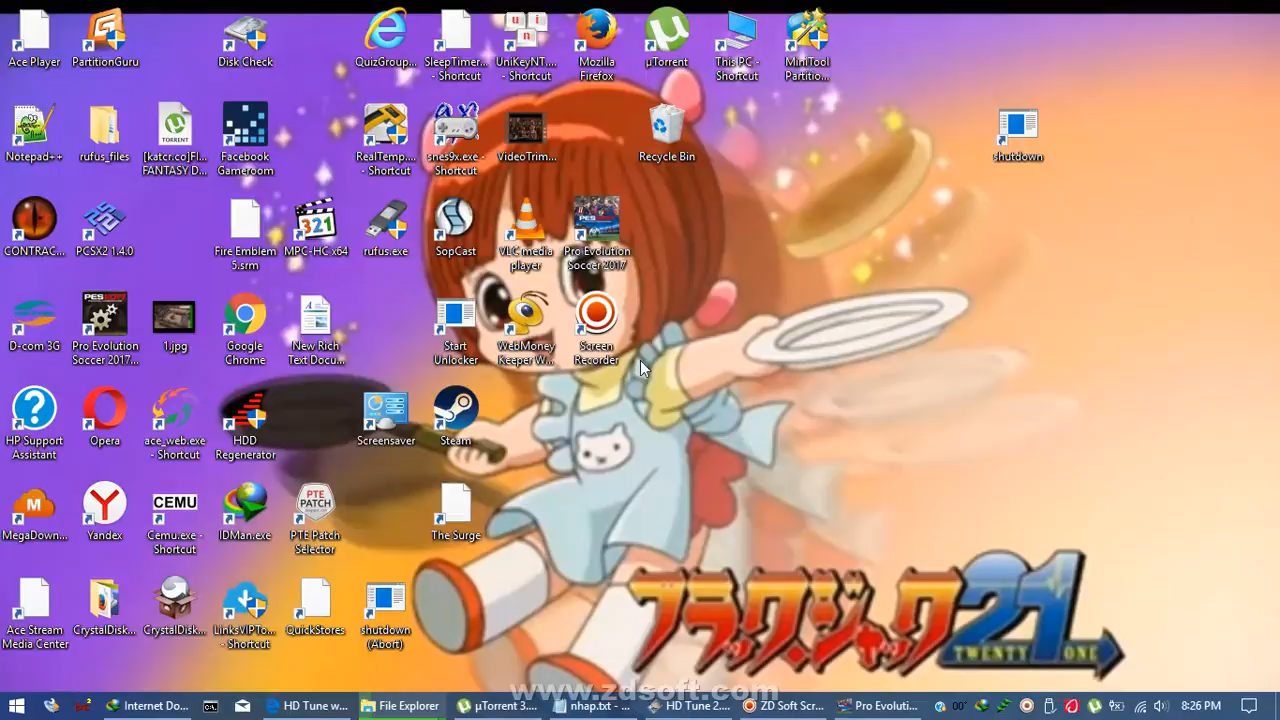 Ace Player
PartitionGuru
Disk Check
QuizGroup...
SleepTimer...
- Shortcut
UniKeyNT....
- Shortcut
Mozilla
Firefox
µTorrent
This PC -
Shortcut
MiniTool
Partitio...
Notepad++
rufus_files
[katcr.co]FI...
FANTASY D...
Facebook
Gameroom
RealTemp....
- Shortcut
snes9x.exe -
Shortcut
VideoTrim...
Recycle Bin
shutdown
CONTRAC...
PCSX2 1.4.0
Fire Emblem
5.srm
MPC-HC x64
rufus.exe
SopCast
VLC media
player
Pro Evolution
Soccer 2017
D-com 3G
Pro Evolution
Soccer 2017...
1.jpg
Google
Chrome
New Rich
Text Docu...
Start
Unlocker
WebMoney
Keeper W...
Screen
Recorder
HP Support
Assistant
Opera
ace_web.exe
- Shortcut
HDD
Regenerator
Screensaver
Steam
MegaDown...
Yandex
CEMU
Cemu.exe -
Shortcut
IDMan.exe
PTE
PATCH
PTE Patch
Selector
The Surge
Ace Stream
Media Center
CrystalDisk...
CrystalDisk...
LinksVIPTo...
- Shortcut
QuickStores
shutdown
(Abort)
ブラック・ジャック21
TWENTY ONE
www.zdsoft.com
Internet Do...
HD Tune w...
File Explorer
µTorrent 3....
nhap.txt - ...
HD Tune 2....
ZD Soft Scr...
Pro Evoluti...
00°
8:26 PM